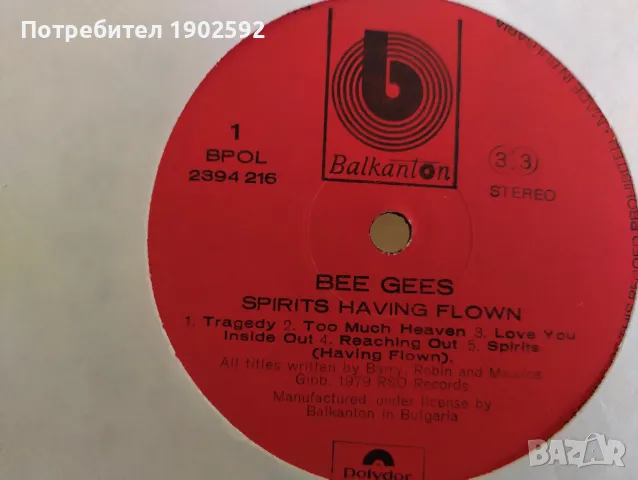 Потребител 1902592
1
BPOL
2394 216
Balkanton
33
STEREO
BEE GEES
SPIRITS HAVING FLOWN
1. Tragedy 2. Too Much Heaven 3. Love You
Inside Out 4. Reaching Out 5. Spirits
(Having Flown).
All titles written by Barry, Robin and Maurice
Gibb. 1979 RSO Records
Manufactured under license by
Balkanton in Bulgaria
Polydor
bazar